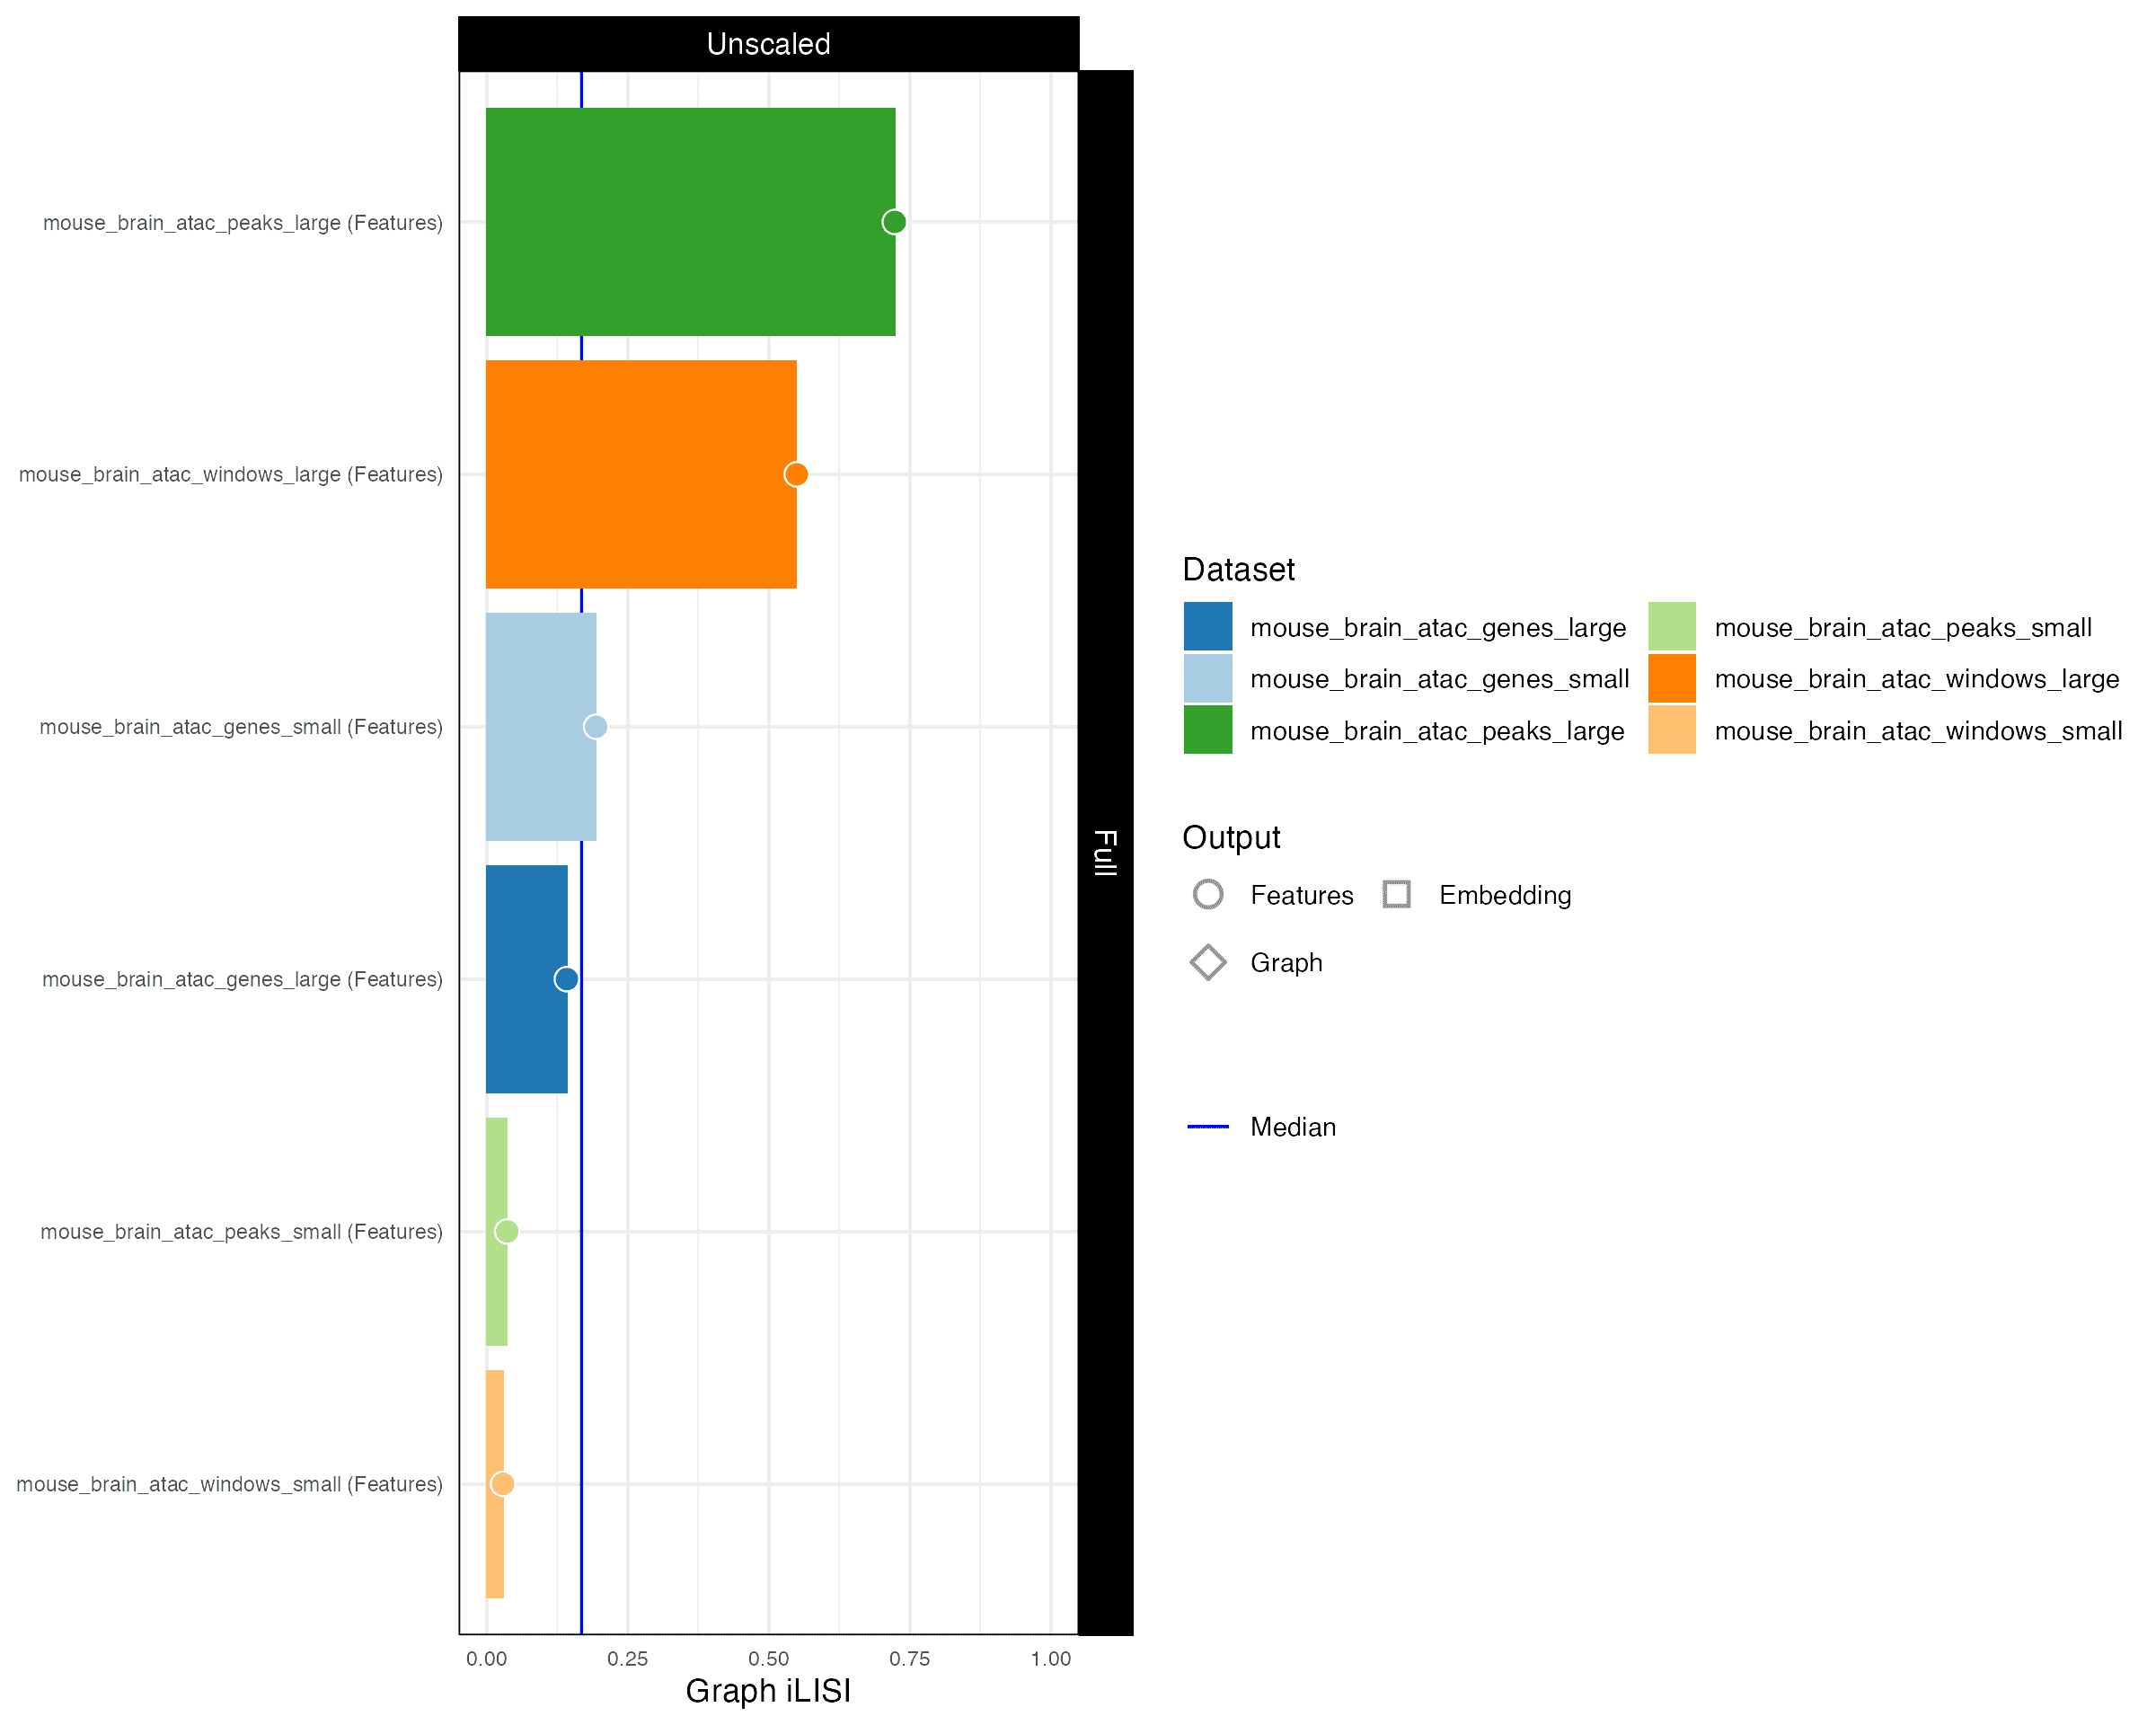 Unscaled
mouse_brain_atac_peaks_large (Features)
mouse_brain_atac_windows_large (Features)
mouse_brain_atac_genes_small (Features)
mouse_brain_atac_genes_large (Features)
mouse_brain_atac_peaks_small (Features)
mouse_brain_atac_windows_small (Features)
0.00 0.25 0.50 0.75 1.00
Graph iLISI
Full
Dataset
mouse_brain_atac_genes_large mouse_brain_atac_peaks_small
mouse_brain_atac_genes_small mouse_brain_atac_windows_large
mouse_brain_atac_peaks_large mouse_brain_atac_windows_small
Output
Features Embedding
Graph
Median